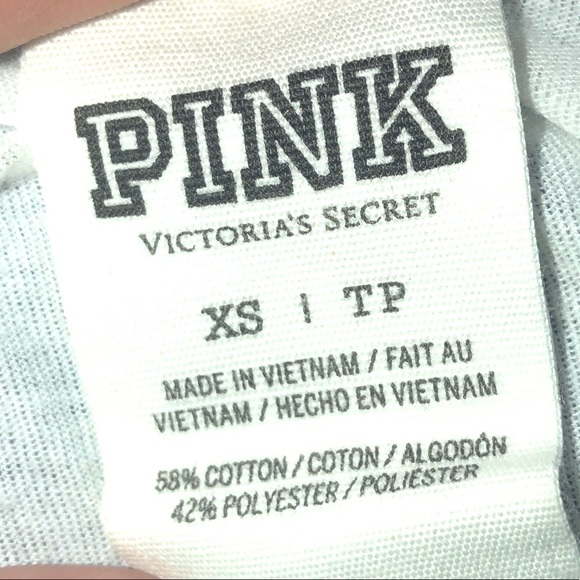 PINK
VICTORIA'S SECRET
XS | TP
MADE IN VIETNAM / FAIT AU
VIETNAM / HECHO EN VIETNAM
58% COTTON / COTON / ALGODÓN
42% POLYESTER / POLIÉSTER